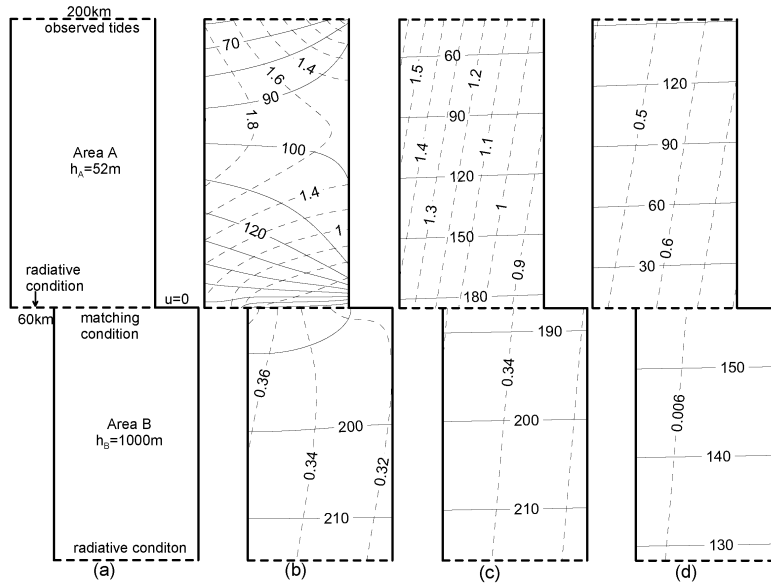 200km
observed tides
Area A
hA=52m
radiative
condition
60km
u=0
matching
condition
Area B
hB=1000m
radiative conditon
(a)
70
1.6
1.4
90
1.8
100
1.4
120
1
0.36
200
0.34
0.32
210
(b)
60
1.5
1.2
90
1.4
1.1
120
1.3
1
150
0.9
180
190
0.34
200
210
(c)
120
0.5
90
60
0.6
30
150
0.006
140
130
(d)